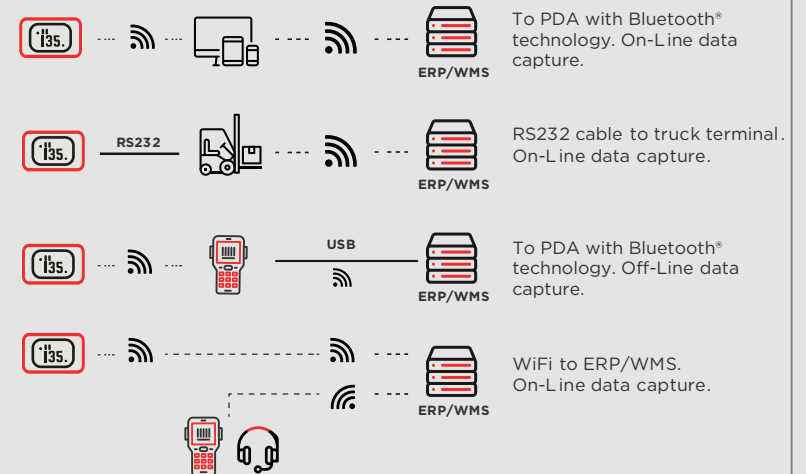 i35.
To PDA with Bluetooth®
technology. On-Line data
capture.
ERP/WMS
i35.
RS232
RS232 cable to truck terminal.
On-Line data capture.
ERP/WMS
i35.
USB
To PDA with Bluetooth®
technology. Off-Line data
capture.
ERP/WMS
i35.
WiFi to ERP/WMS.
On-Line data capture.
ERP/WMS